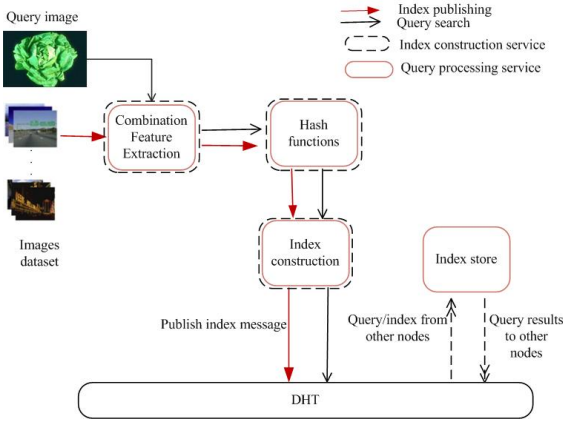 Query image
Index publishing
Query search
Index construction service
Query processing service
Combination
Feature
Extraction
Hash
functions
Images
dataset
Index
construction
Index store
Publish index message
Query/index from
other nodes
Query results
to other
nodes
DHT